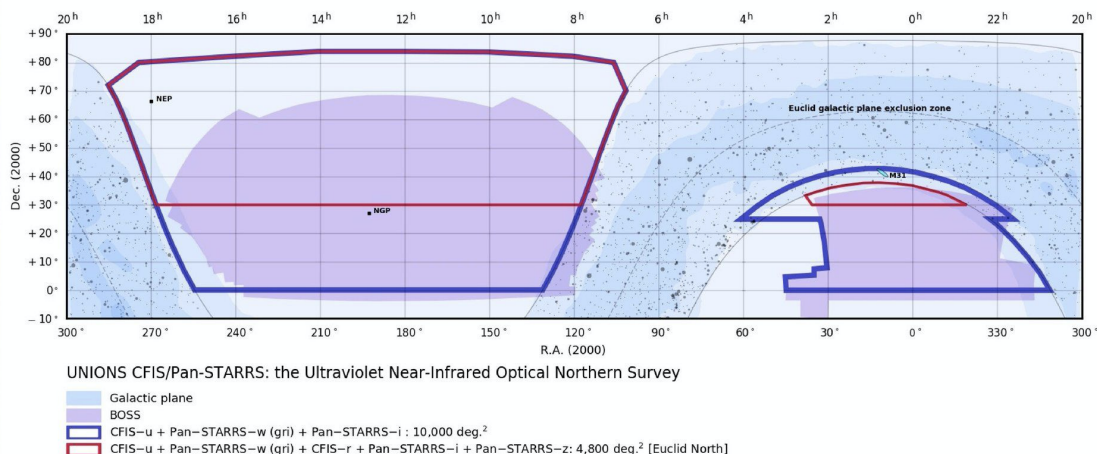 20ʰ 18ʰ 16ʰ 14ʰ 12ʰ 10ʰ 8ʰ 6ʰ 4ʰ 2ʰ 0ʰ 22ʰ 20ʰ
+90°
+80°
+70°
+60°
+50°
+40°
+30°
+20°
+10°
0°
−10°
Dec. (2000)
NEP
NGP
Euclid galactic plane exclusion zone
M31
300° 270° 240° 210° 180° 150° 120° 90° 60° 30° 0° 330° 300°
R.A. (2000)
UNIONS CFIS/Pan-STARRS: the Ultraviolet Near-Infrared Optical Northern Survey
Galactic plane
BOSS
CFIS−u + Pan−STARRS−w (gri) + Pan−STARRS−i : 10,000 deg.²
CFIS−u + Pan−STARRS−w (gri) + CFIS−r + Pan−STARRS−i + Pan−STARRS−z: 4,800 deg.² [Euclid North]